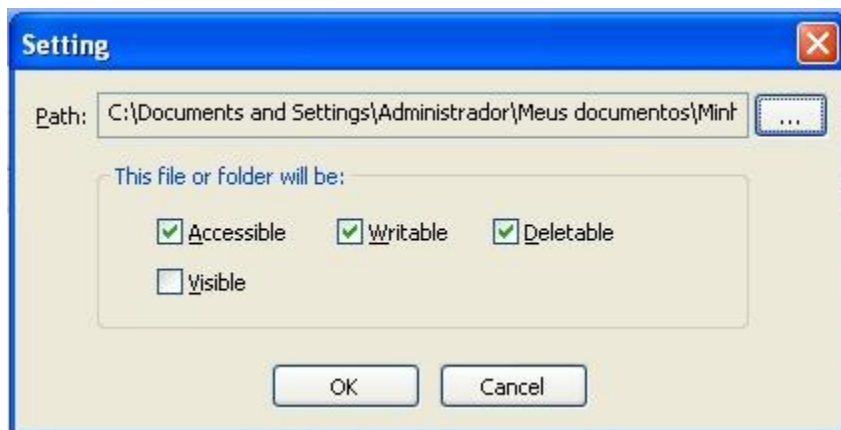 Setting
Path: C:\Documents and Settings\Administrador\Meus documentos\Minh ...
This file or folder will be:
Accessible Writable Deletable
Visible
OK Cancel